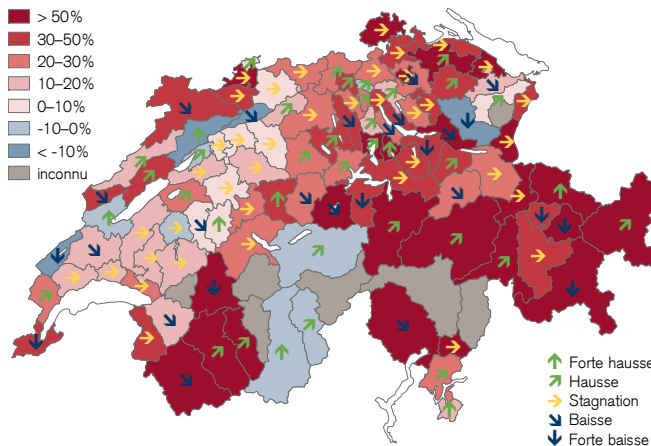 > 50%
30–50%
20–30%
10–20%
0–10%
-10–0%
< -10%
inconnu
Forte hausse
Hausse
Stagnation
Baisse
Forte baisse